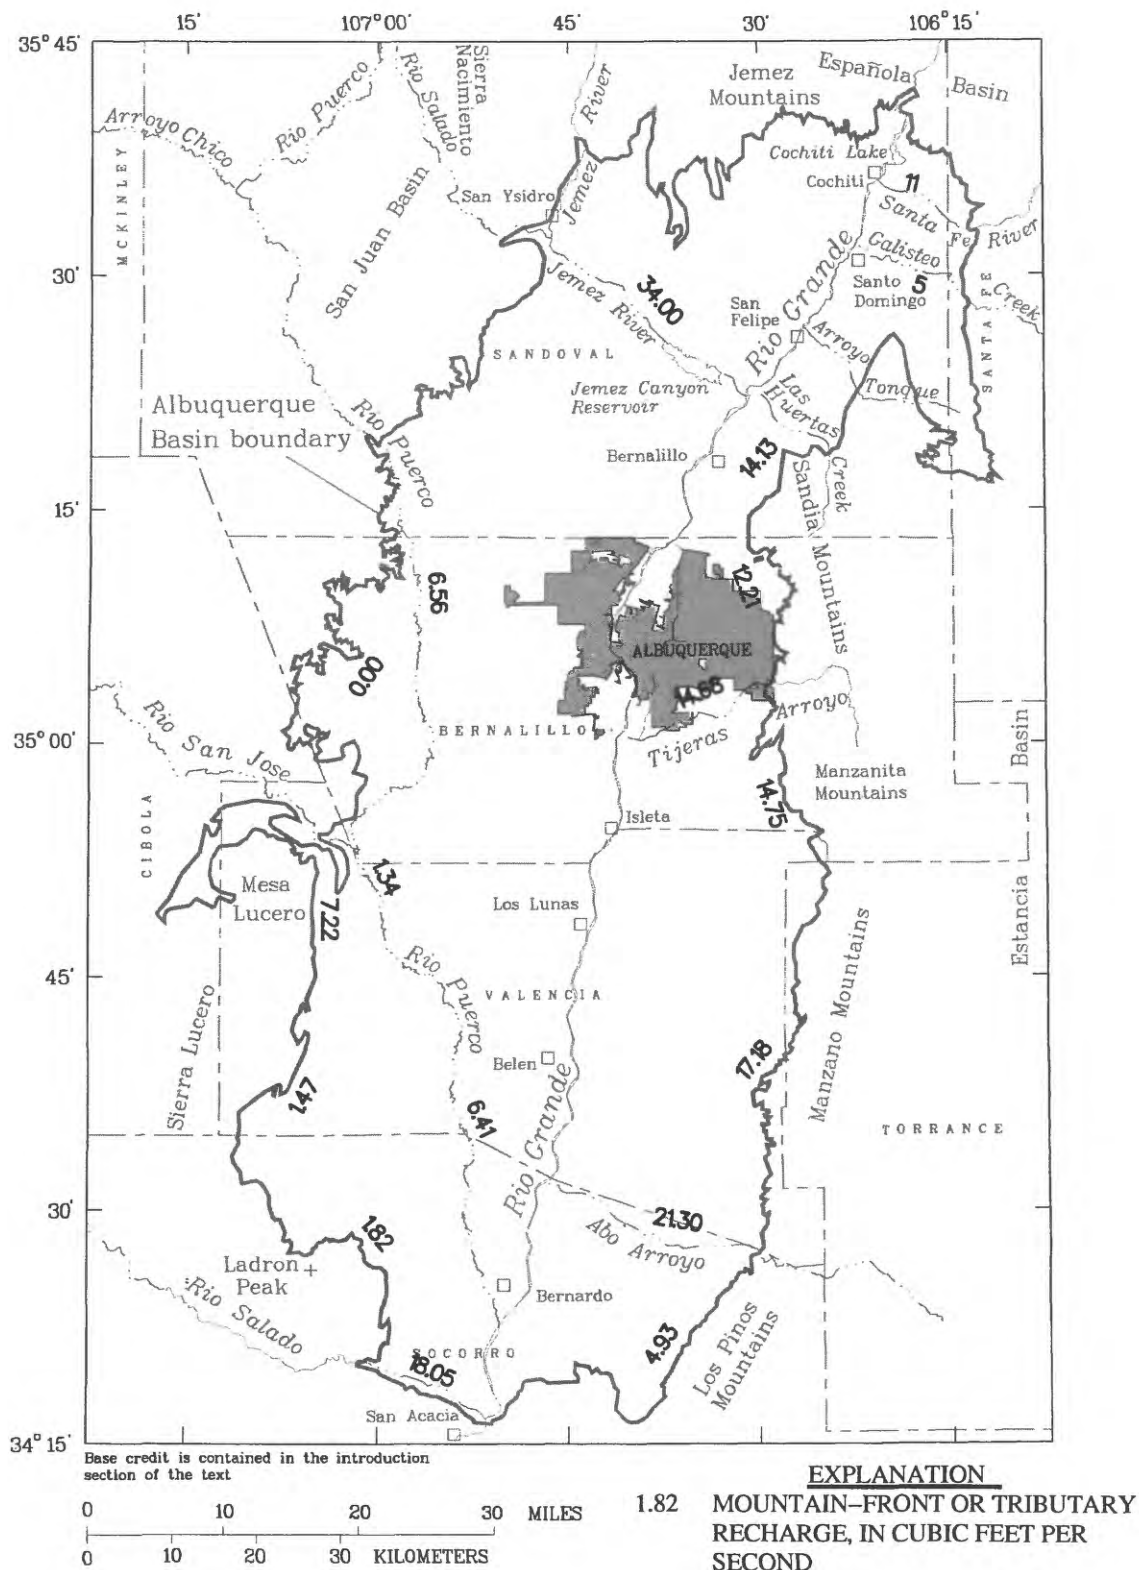 15'
107° 00'
45'
30'
106° 15'
35° 45'
30'
15'
35° 00'
45'
30'
34° 15'
Sierra
Nacimiento
Jemez
Mountains
Española
Basin
River
Rio Salado
Rio Puerco
Arroyo Chico
MCKINLEY
San Juan Basin
San Ysidro
Jemez
Cochiti Lake
Cochiti
11
Santa
Fe
River
Galisteo
5
Creek
Santo
Domingo
SANTA FE
34.00
Jemez River
San
Felipe
Rio Grande
Arroyo
Tonque
SANDOVAL
Jemez Canyon
Reservoir
Las
Huertas
Creek
Albuquerque
Basin boundary
Rio Puerco
Bernalillo
14.13
Sandia Mountains
6.56
12.21
ALBUQUERQUE
0.00
14.68
Arroyo
Tijeras
BERNALILLO
Rio San Jose
Manzanita
Mountains
14.75
Basin
Estancia
CIBOLA
Isleta
1.34
Mesa
Lucero
7.22
Los Lunas
Rio Puerco
VALENCIA
Sierra Lucero
Belen
Manzano Mountains
17.18
1.47
6.41
Rio Grande
TORRANCE
21.30
Abo Arroyo
1.82
Ladron
Peak
Bernardo
Rio Salado
Los Pinos
Mountains
4.93
SOCORRO
18.05
San Acacia
Base credit is contained in the introduction
section of the text
0 10 20 30 MILES
0 10 20 30 KILOMETERS
EXPLANATION
1.82 MOUNTAIN–FRONT OR TRIBUTARY
RECHARGE, IN CUBIC FEET PER
SECOND